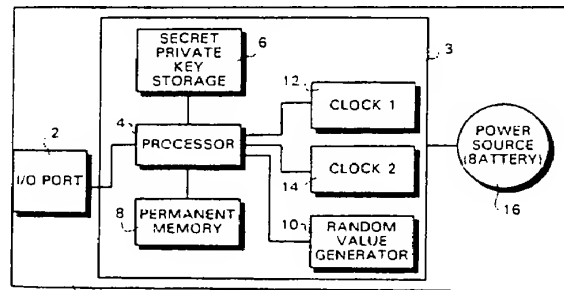 SECRET
PRIVATE
KEY
STORAGE
6
3
12
CLOCK 1
2
4
PROCESSOR
I/O PORT
CLOCK 2
14
POWER
SOURCE
(BATTERY)
16
8
PERMANENT
MEMORY
10
RANDOM
VALUE
GENERATOR